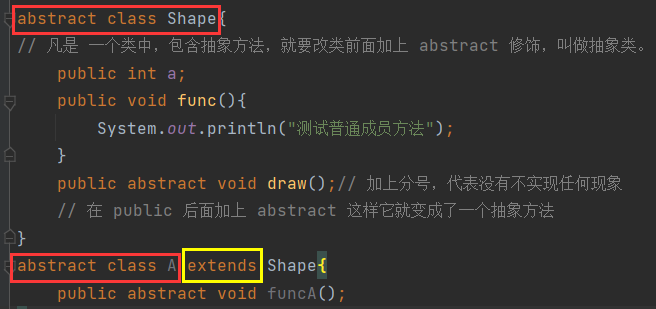 abstract class Shape{
// 凡是 一个类中，包含抽象方法，就要改类前面加上 abstract 修饰，叫做抽象类。
public int a;
public void func(){
System.out.println("测试普通成员方法");
}
public abstract void draw();// 加上分号，代表没有不实现任何现象
// 在 public 后面加上 abstract 这样它就变成了一个抽象方法
}
abstract class A extends Shape{
public abstract void funcA();